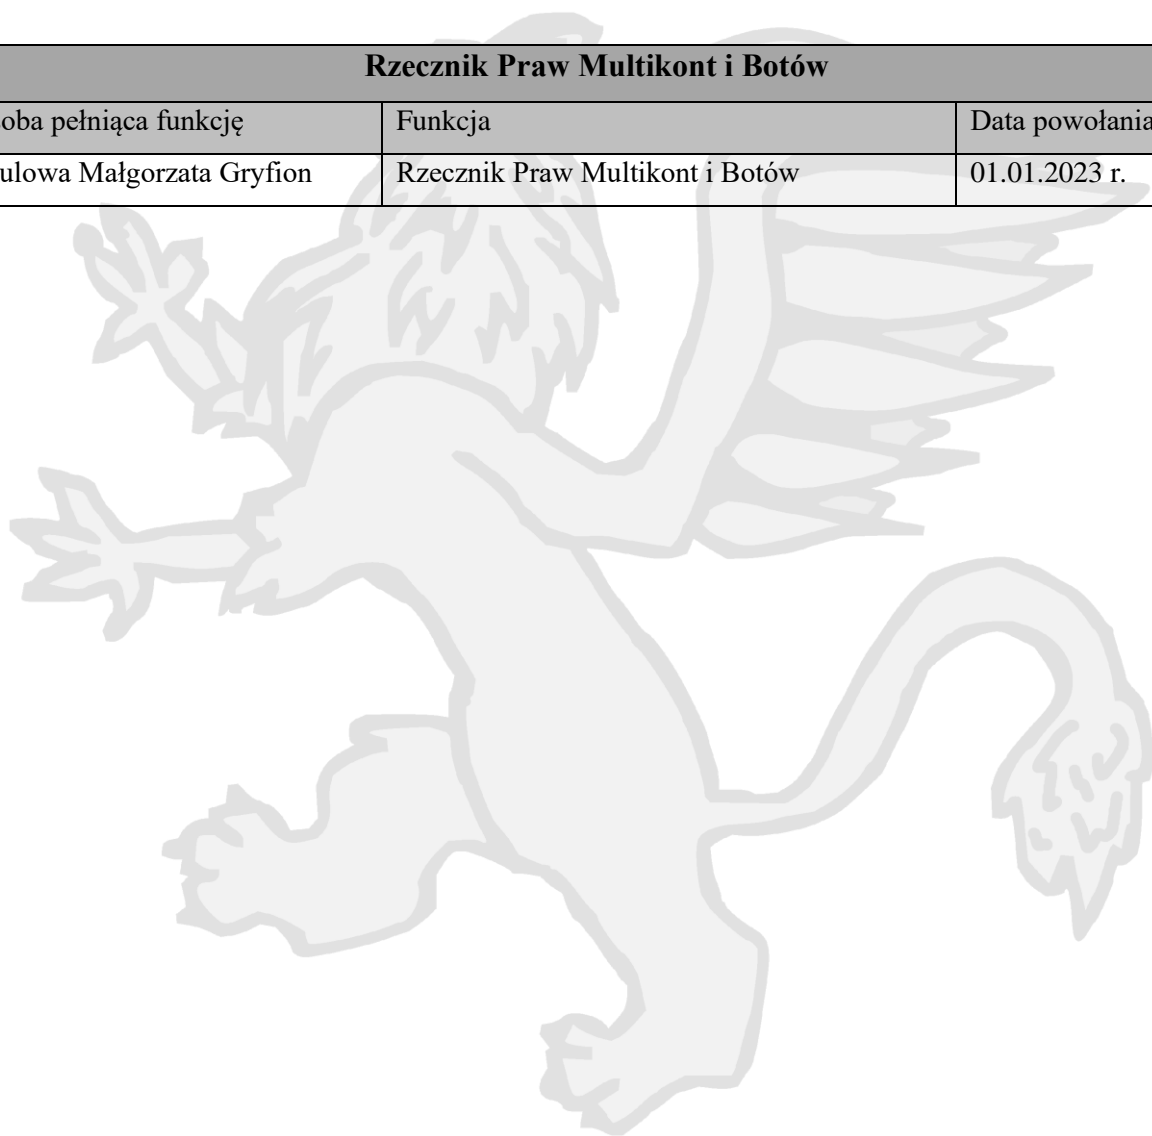 Rzecznik Praw Multikont i Botów
oba pełniąca funkcję Funkcja Data powołania
ulowa Małgorzata Gryfion Rzecznik Praw Multikont i Botów 01.01.2023 r.